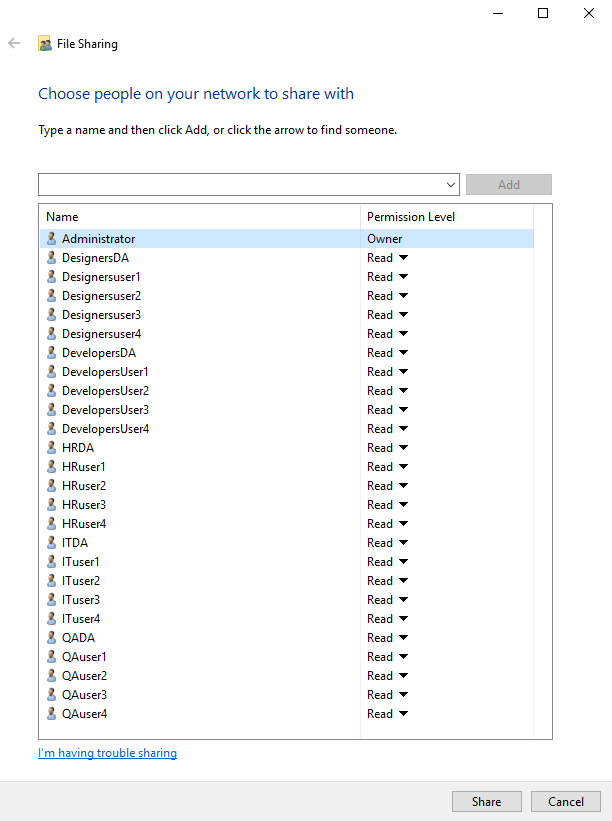 File Sharing
Choose people on your network to share with
Type a name and then click Add, or click the arrow to find someone.
Add
Name Permission Level
Administrator Owner
DesignersDA Read
Designersuser1 Read
Designersuser2 Read
Designersuser3 Read
Designersuser4 Read
DevelopersDA Read
DevelopersUser1 Read
DevelopersUser2 Read
DevelopersUser3 Read
DevelopersUser4 Read
HRDA Read
HRuser1 Read
HRuser2 Read
HRuser3 Read
HRuser4 Read
ITDA Read
ITuser1 Read
ITuser2 Read
ITuser3 Read
ITuser4 Read
QADA Read
QAuser1 Read
QAuser2 Read
QAuser3 Read
QAuser4 Read
I'm having trouble sharing
Share Cancel